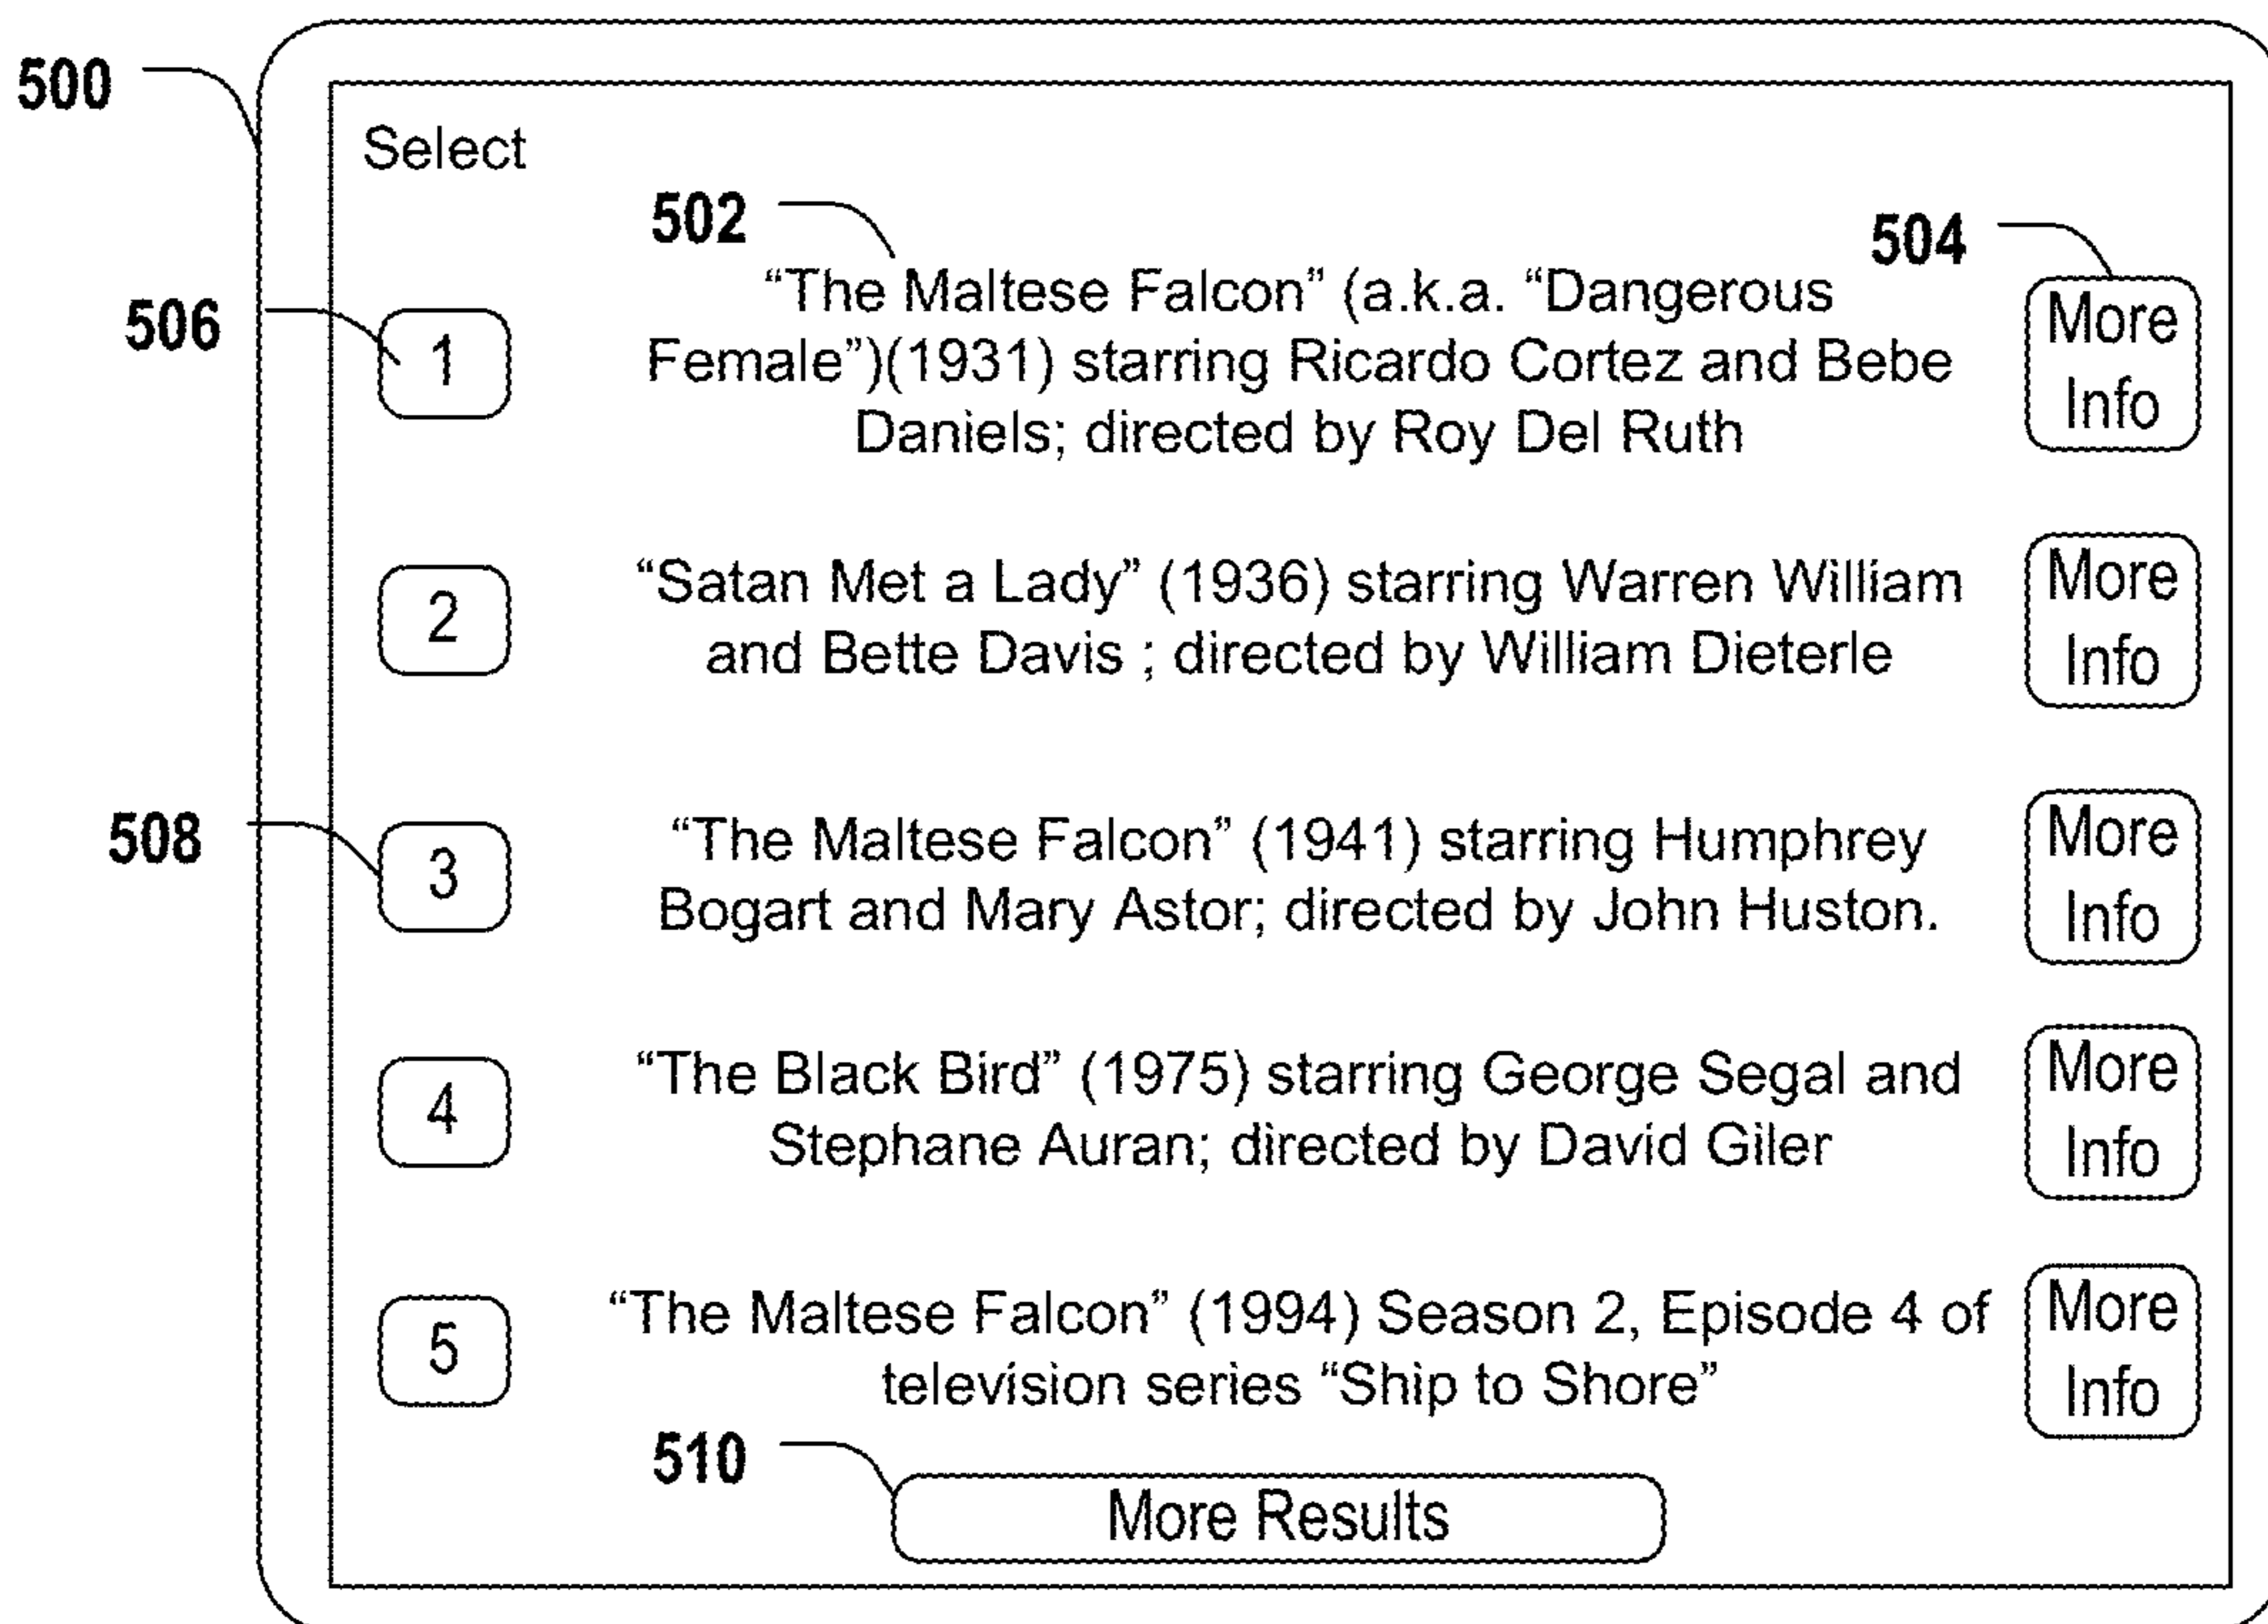 500
Select
502
504
"The Maltese Falcon" (a.k.a. "Dangerous
Female")(1931) starring Ricardo Cortez and Bebe
Daniels; directed by Roy Del Ruth
506
1
More
Info
2
"Satan Met a Lady" (1936) starring Warren William
and Bette Davis ; directed by William Dieterle
More
Info
508
3
"The Maltese Falcon" (1941) starring Humphrey
Bogart and Mary Astor; directed by John Huston.
More
Info
4
"The Black Bird" (1975) starring George Segal and
Stephane Auran; directed by David Giler
More
Info
5
"The Maltese Falcon" (1994) Season 2, Episode 4 of
television series "Ship to Shore"
More
Info
510
More Results